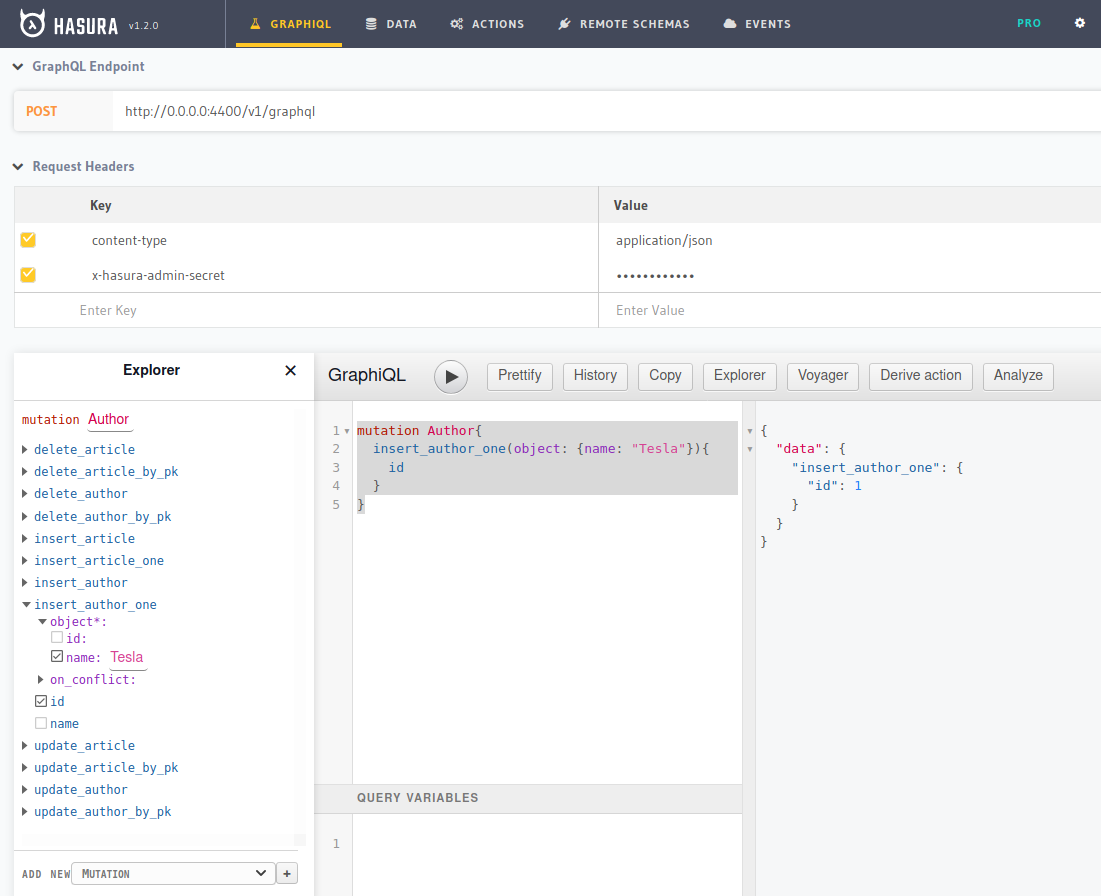 HASURA v1.2.0 GRAPHIQL DATA ACTIONS REMOTE SCHEMAS EVENTS PRO
GraphQL Endpoint
POST http://0.0.0.0:4400/v1/graphql
Request Headers
Key Value
content-type application/json
x-hasura-admin-secret ••••••••••••
Enter Key Enter Value
Explorer
mutation Author
delete_article
delete_article_by_pk
delete_author
delete_author_by_pk
insert_article
insert_article_one
insert_author
insert_author_one
object*:
id:
name: Tesla
on_conflict:
id
name
update_article
update_article_by_pk
update_author
update_author_by_pk
ADD NEW MUTATION +
GraphiQL Prettify History Copy Explorer Voyager Derive action Analyze
1 mutation Author{
2 insert_author_one(object: {name: "Tesla"}){
3 id
4 }
5 }
QUERY VARIABLES
1
{
"data": {
"insert_author_one": {
"id": 1
}
}
}